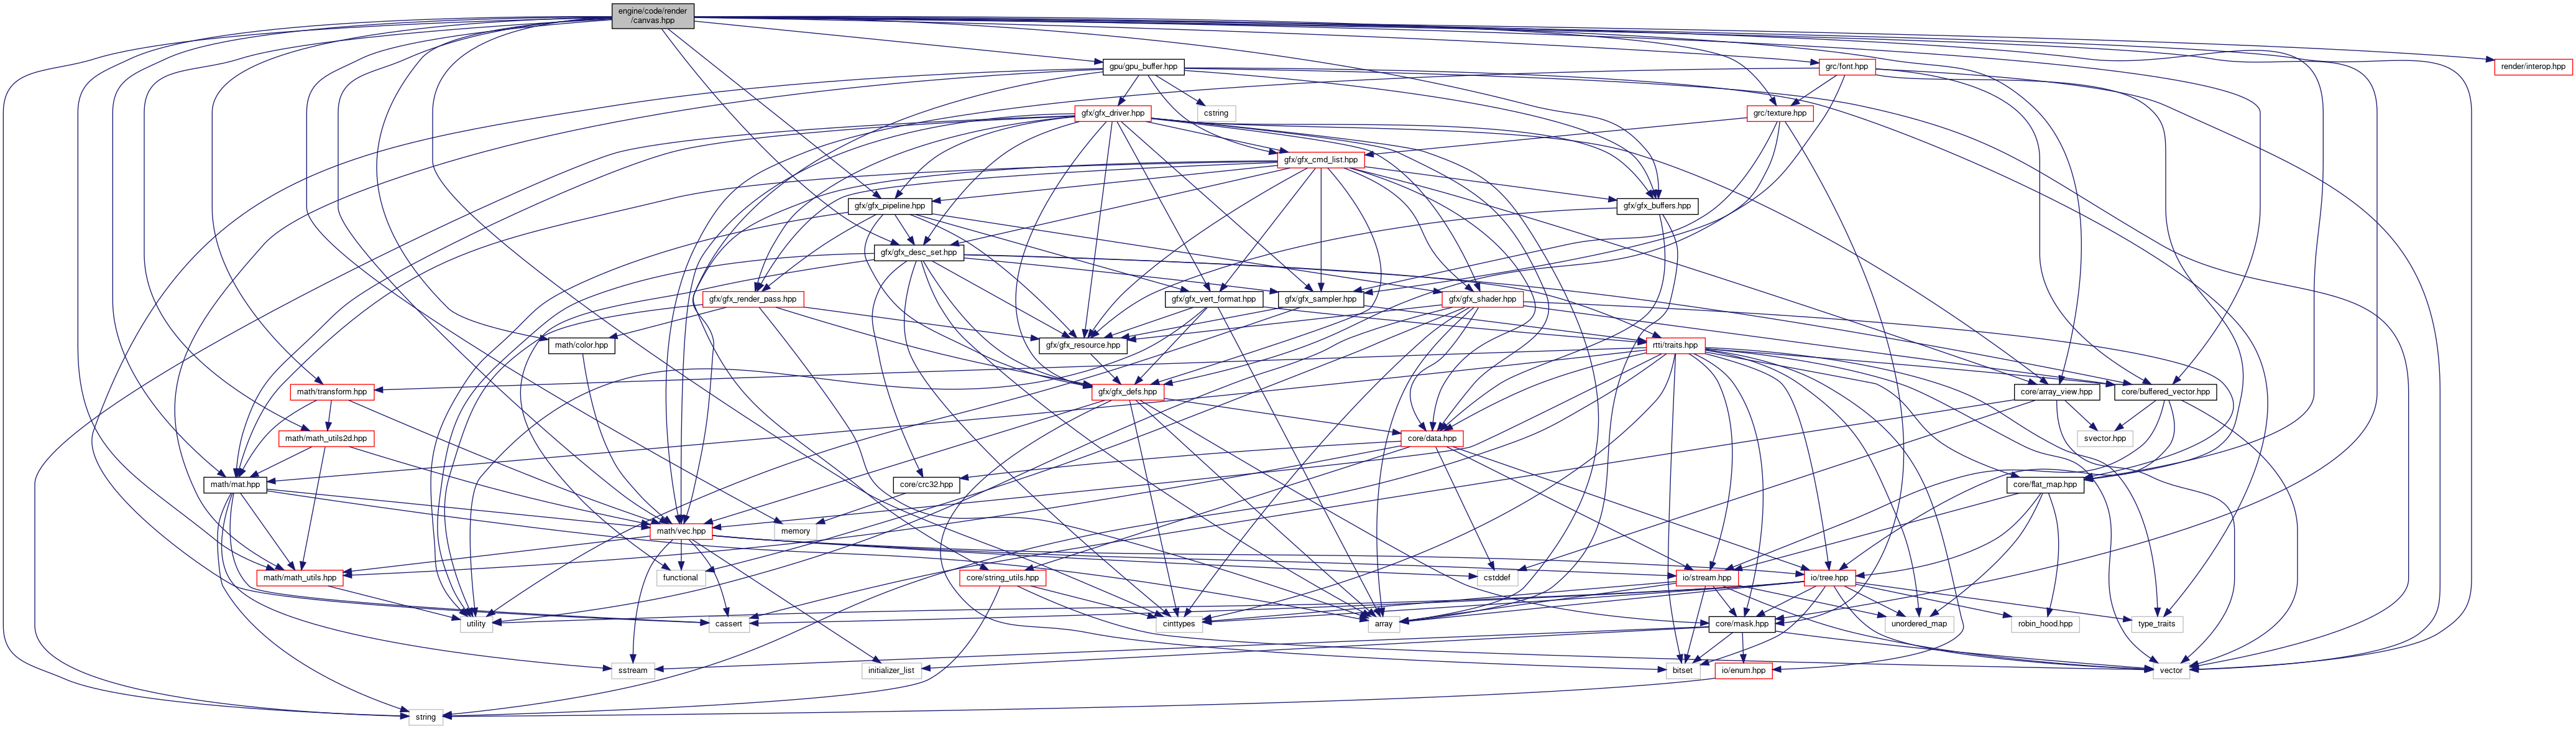 engine/code/render
/canvas.hpp
gpu/gpu_buffer.hpp
grc/font.hpp
render/interop.hpp
gfx/gfx_driver.hpp
cstring
grc/texture.hpp
gfx/gfx_cmd_list.hpp
gfx/gfx_pipeline.hpp
gfx/gfx_buffers.hpp
gfx/gfx_desc_set.hpp
gfx/gfx_render_pass.hpp
gfx/gfx_vert_format.hpp
gfx/gfx_sampler.hpp
gfx/gfx_shader.hpp
math/color.hpp
gfx/gfx_resource.hpp
rtti/traits.hpp
math/transform.hpp
gfx/gfx_defs.hpp
core/array_view.hpp
core/buffered_vector.hpp
math/math_utils2d.hpp
core/data.hpp
svector.hpp
math/mat.hpp
core/crc32.hpp
core/flat_map.hpp
math/vec.hpp
memory
math/math_utils.hpp
functional
core/string_utils.hpp
cstddef
io/stream.hpp
io/tree.hpp
utility
cassert
cinttypes
array
core/mask.hpp
unordered_map
robin_hood.hpp
type_traits
sstream
initializer_list
bitset
io/enum.hpp
vector
string